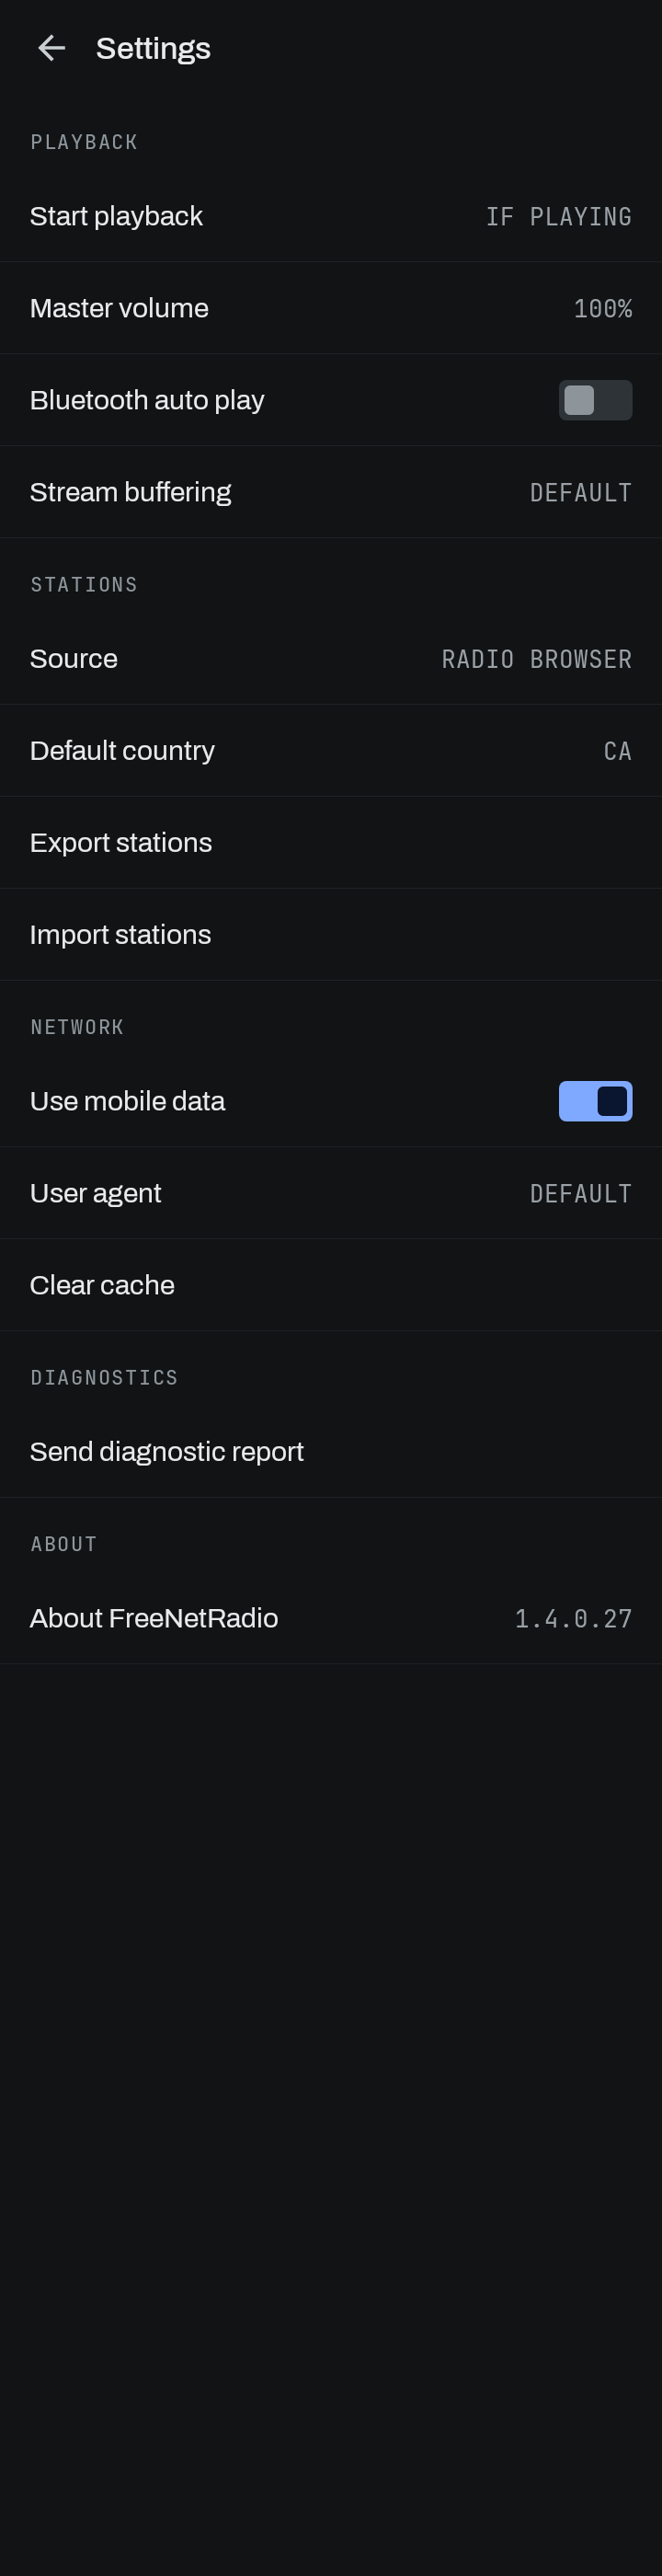 Settings
PLAYBACK
Start playback IF PLAYING
Master volume 100%
Bluetooth auto play
Stream buffering DEFAULT
STATIONS
Source RADIO BROWSER
Default country CA
Export stations
Import stations
NETWORK
Use mobile data
User agent DEFAULT
Clear cache
DIAGNOSTICS
Send diagnostic report
ABOUT
About FreeNetRadio 1.4.0.27